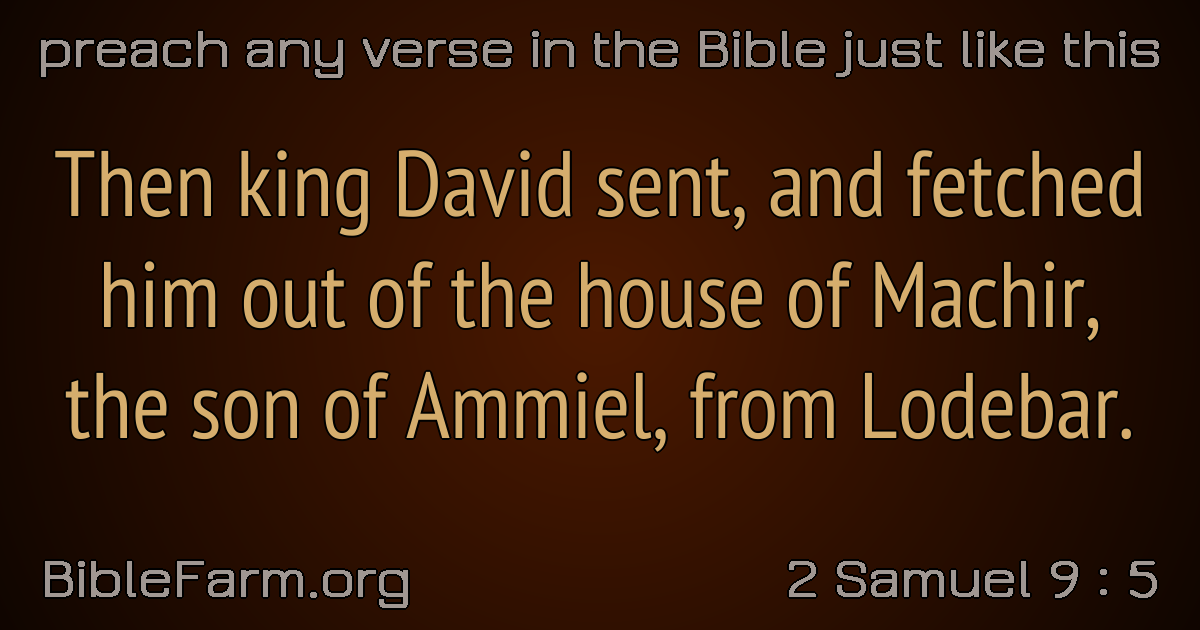 preach any verse in the Bible just like this
Then king David sent, and fetched
him out of the house of Machir,
the son of Ammiel, from Lodebar.
BibleFarm.org
2 Samuel 9 : 5